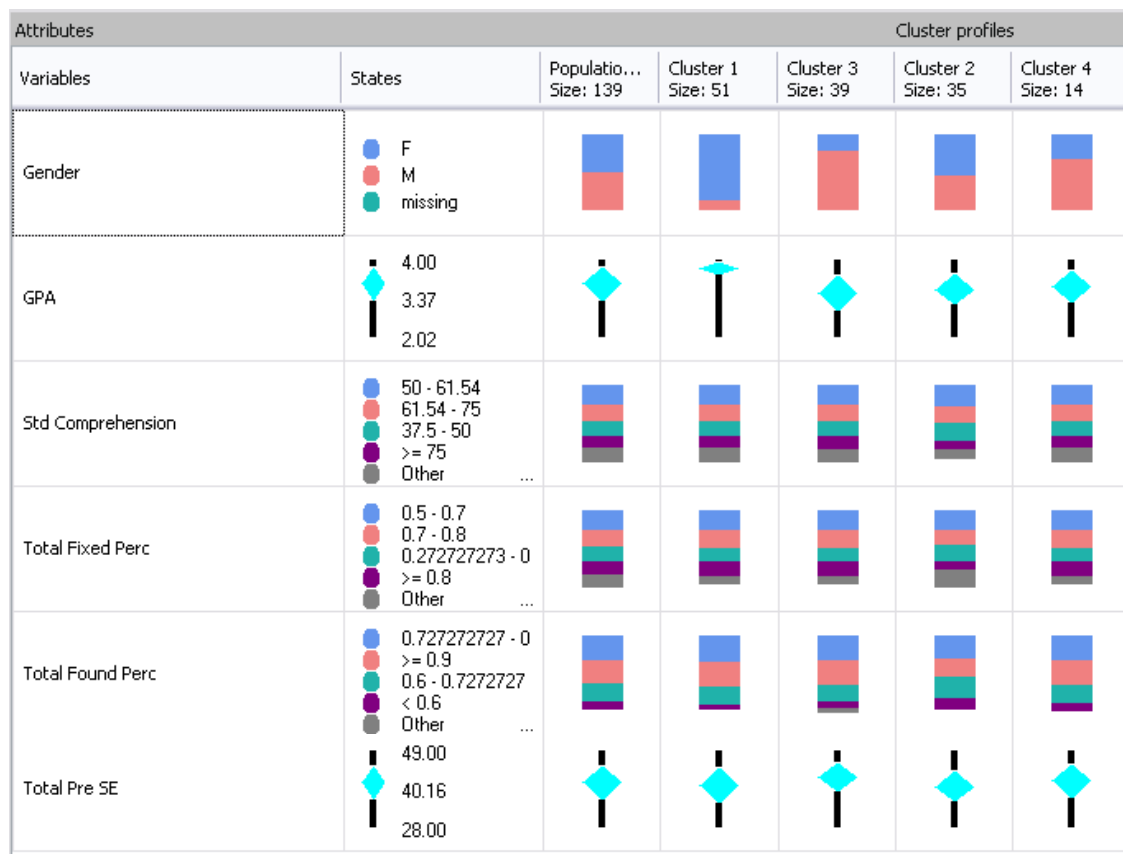 Attributes Cluster profiles
Variables States Populatio... Size: 139 Cluster 1 Size: 51 Cluster 3 Size: 39 Cluster 2 Size: 35 Cluster 4 Size: 14
Gender
F
M
missing
GPA
4.00
3.37
2.02
Std Comprehension
50 - 61.54
61.54 - 75
37.5 - 50
>= 75
Other ...
Total Fixed Perc
0.5 - 0.7
0.7 - 0.8
0.272727273 - 0
>= 0.8
Other ...
Total Found Perc
0.727272727 - 0
>= 0.9
0.6 - 0.7272727
< 0.6
Other ...
Total Pre SE
49.00
40.16
28.00